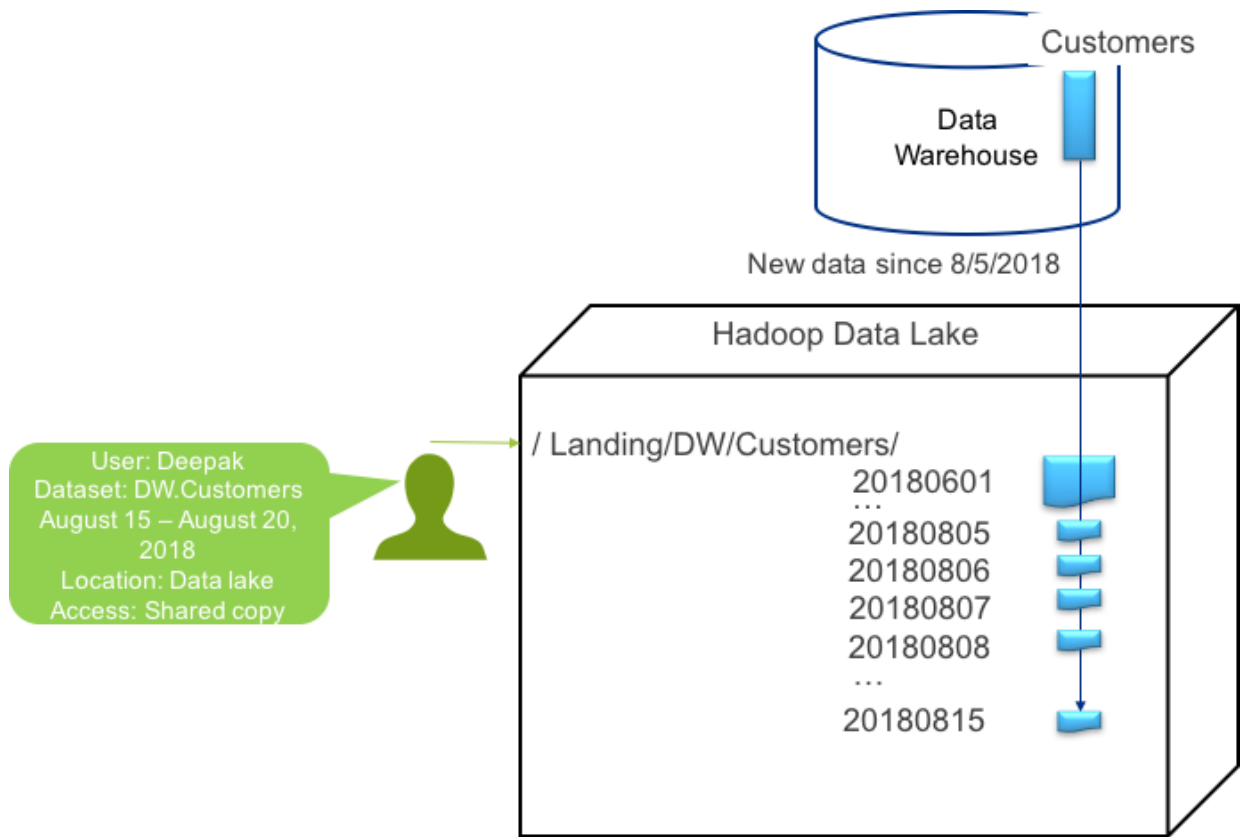 Customers
Data
Warehouse
New data since 8/5/2018
Hadoop Data Lake
/ Landing/DW/Customers/
20180601
...
20180805
20180806
20180807
20180808
...
20180815
User: Deepak
Dataset: DW.Customers
August 15 – August 20,
2018
Location: Data lake
Access: Shared copy